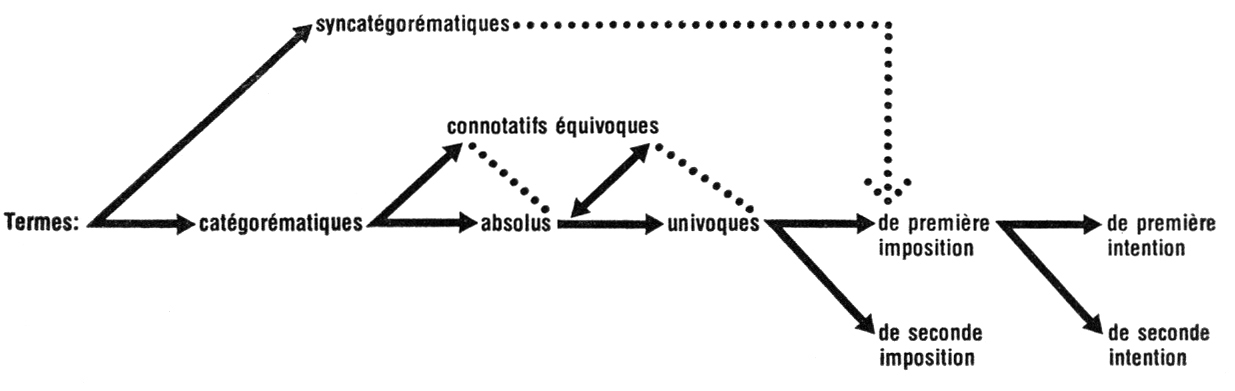 syncatégorématiques
connotatifs équivoques
Termes: catégorématiques absolus univoques de première imposition de première intention
de seconde imposition de seconde intention